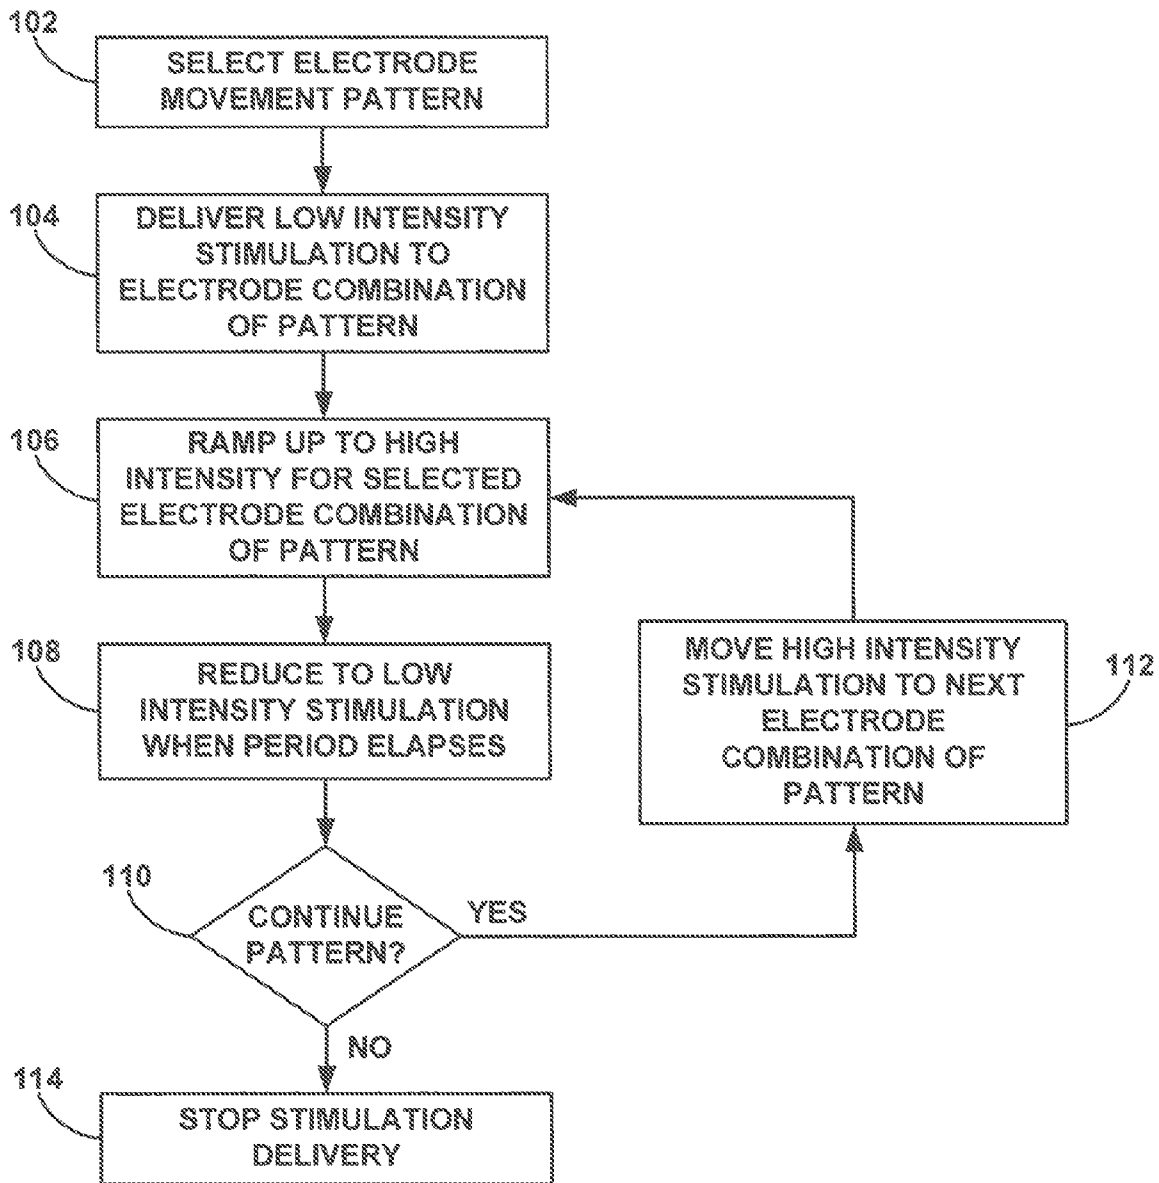 102
SELECT ELECTRODE
MOVEMENT PATTERN
104
DELIVER LOW INTENSITY
STIMULATION TO
ELECTRODE COMBINATION
OF PATTERN
106
RAMP UP TO HIGH
INTENSITY FOR SELECTED
ELECTRODE COMBINATION
OF PATTERN
108
REDUCE TO LOW
INTENSITY STIMULATION
WHEN PERIOD ELAPSES
MOVE HIGH INTENSITY
STIMULATION TO NEXT
ELECTRODE
COMBINATION OF
PATTERN
112
110
CONTINUE
PATTERN?
YES
NO
114
STOP STIMULATION
DELIVERY